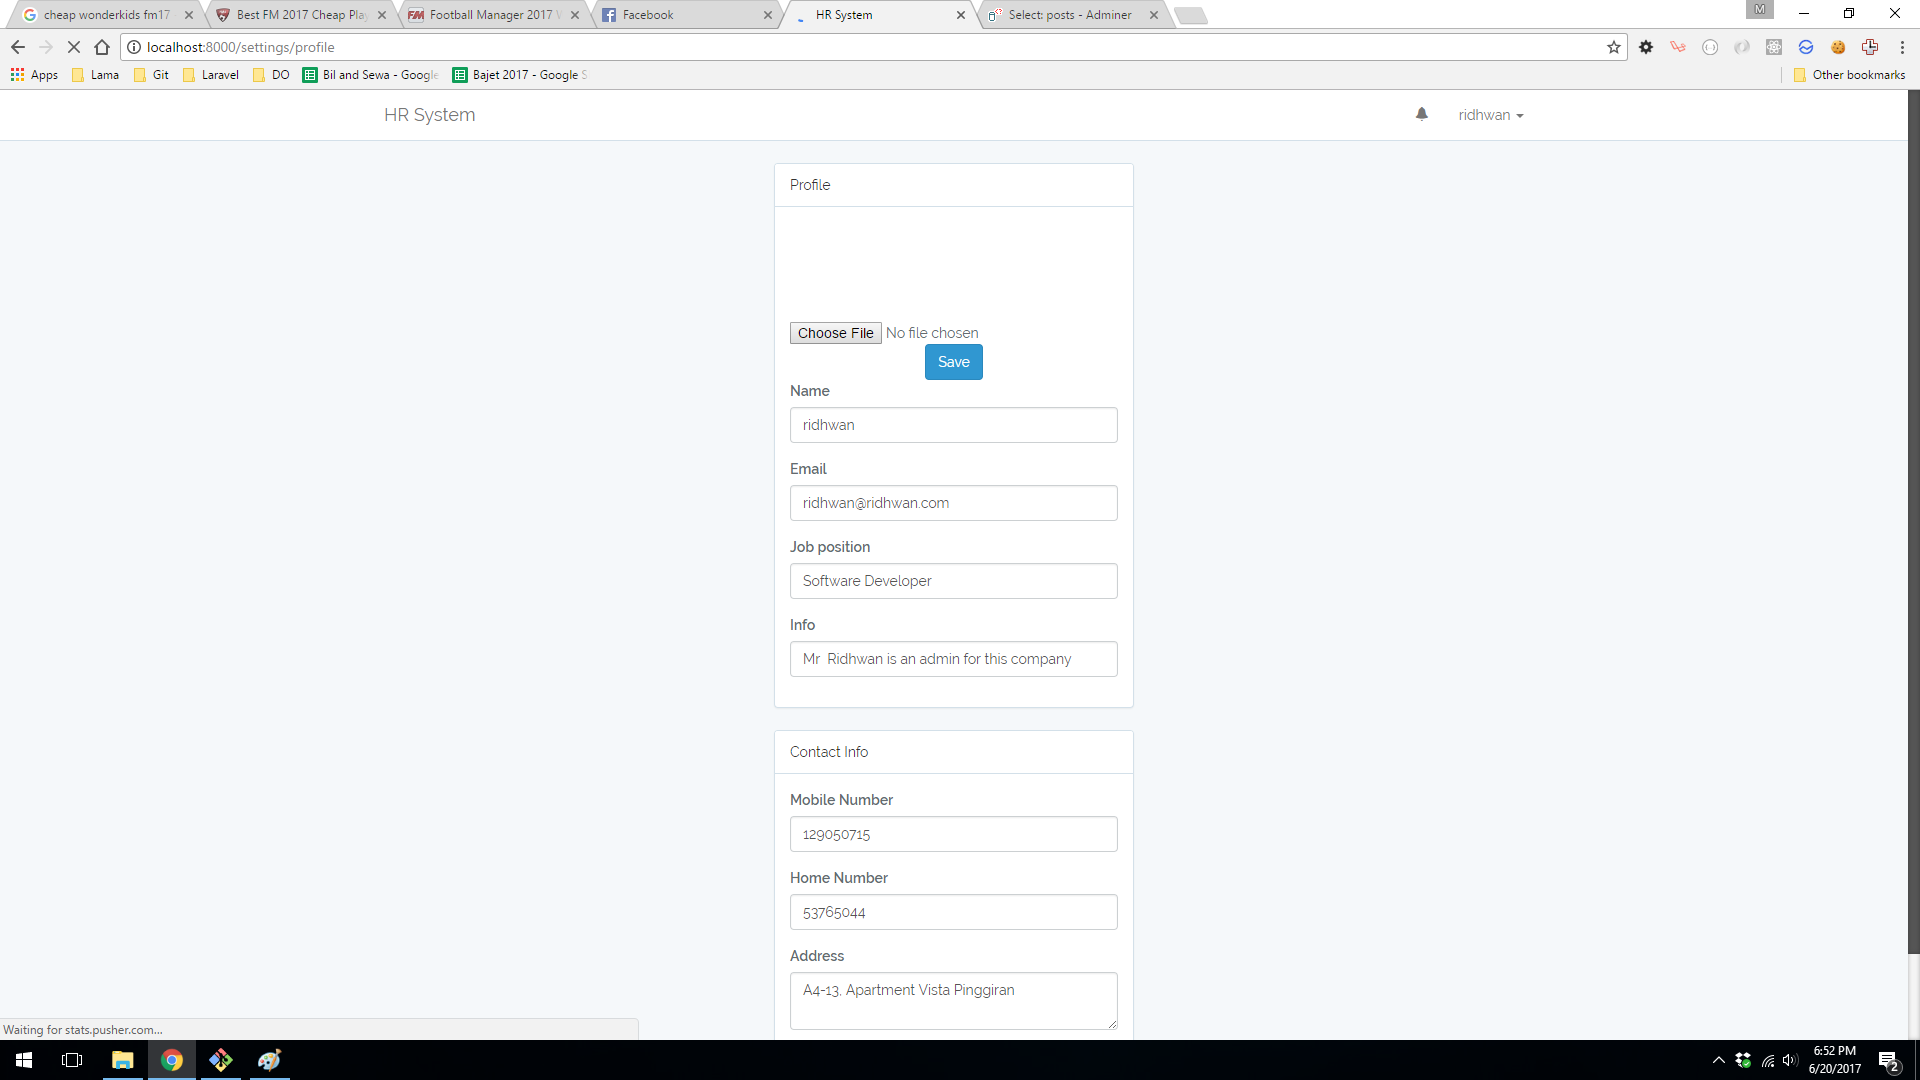 cheap wonderkids fm17
Best FM 2017 Cheap Pla
Football Manager 2017 W
Facebook
HR System
Select: posts - Adminer
M
localhost:8000/settings/profile
Apps
Lama
Git
Laravel
DO
Bil and Sewa - Google
Bajet 2017 - Google S
Other bookmarks
HR System
ridhwan
Profile
Choose File No file chosen
Save
Name
ridhwan
Email
ridhwan@ridhwan.com
Job position
Software Developer
Info
Mr  Ridhwan is an admin for this company
Contact Info
Mobile Number
129050715
Home Number
53765044
Address
A4-13, Apartment Vista Pinggiran
Waiting for stats.pusher.com...
6:52 PM
6/20/2017
2